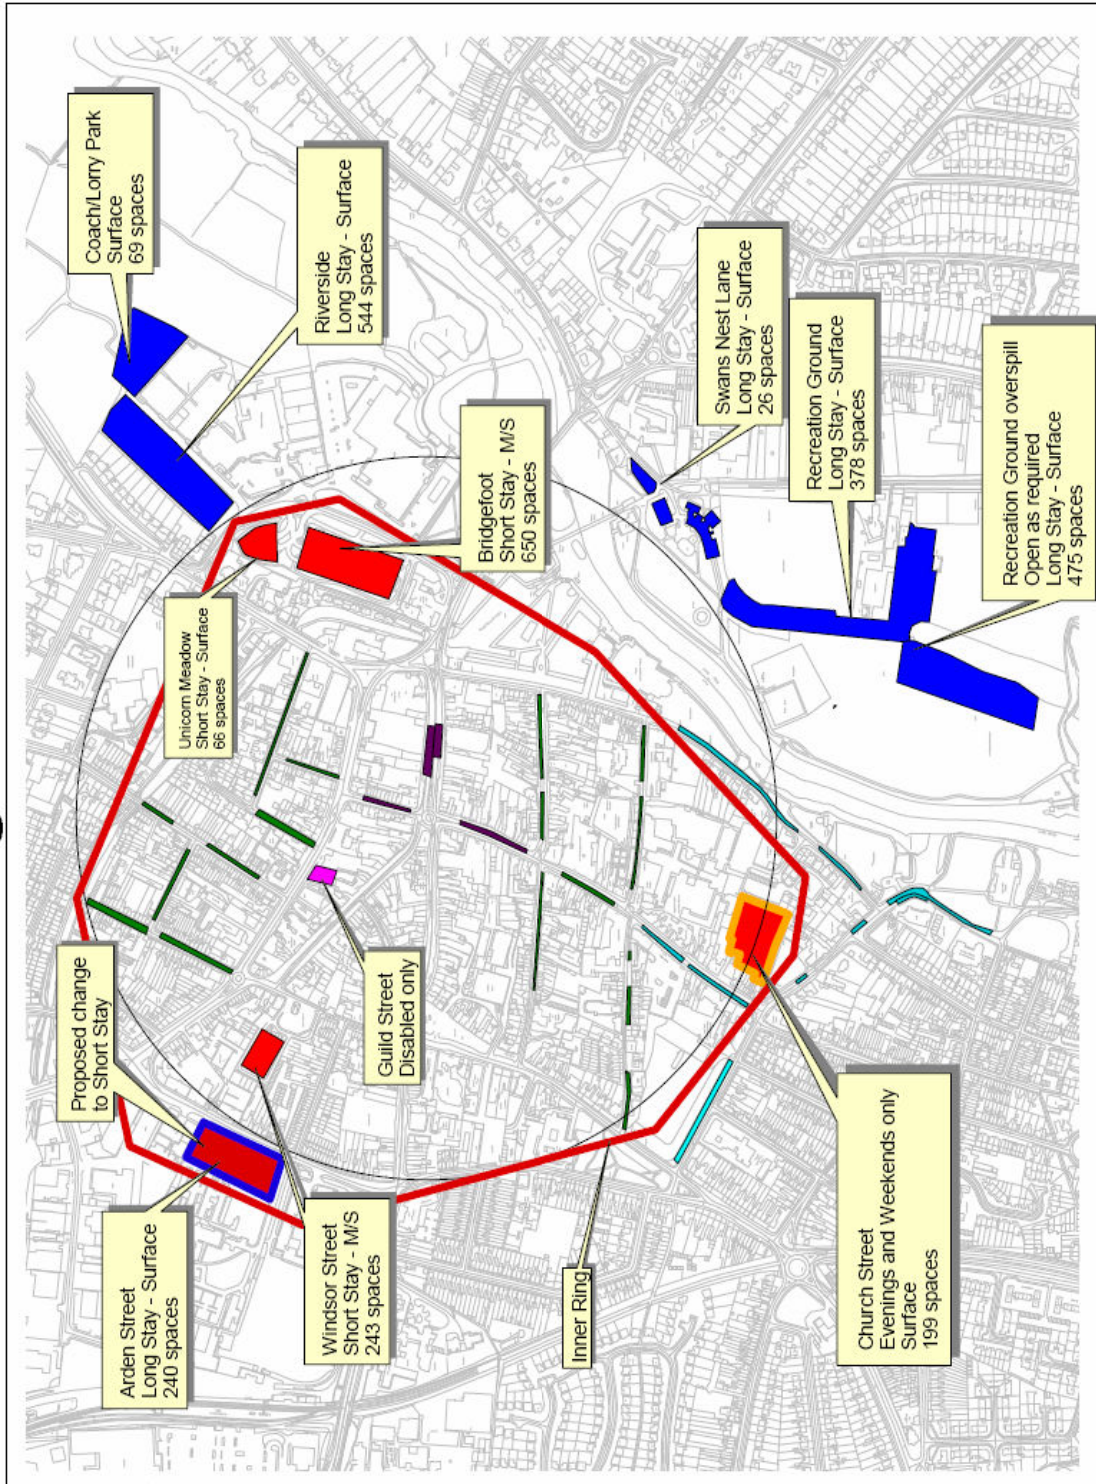 Coach/Lorry Park
Surface
69 spaces
Riverside
Long Stay - Surface
544 spaces
Bridgefoot
Short Stay - M/S
650 spaces
Unicorn Meadow
Short Stay - Surface
66 spaces
Swans Nest Lane
Long Stay - Surface
26 spaces
Recreation Ground
Long Stay - Surface
378 spaces
Recreation Ground overspill
Open as required
Long Stay - Surface
475 spaces
Proposed change
to Short Stay
Guild Street
Disabled only
Arden Street
Long Stay - Surface
240 spaces
Windsor Street
Short Stay - M/S
243 spaces
Inner Ring
Church Street
Evenings and Weekends only
Surface
199 spaces